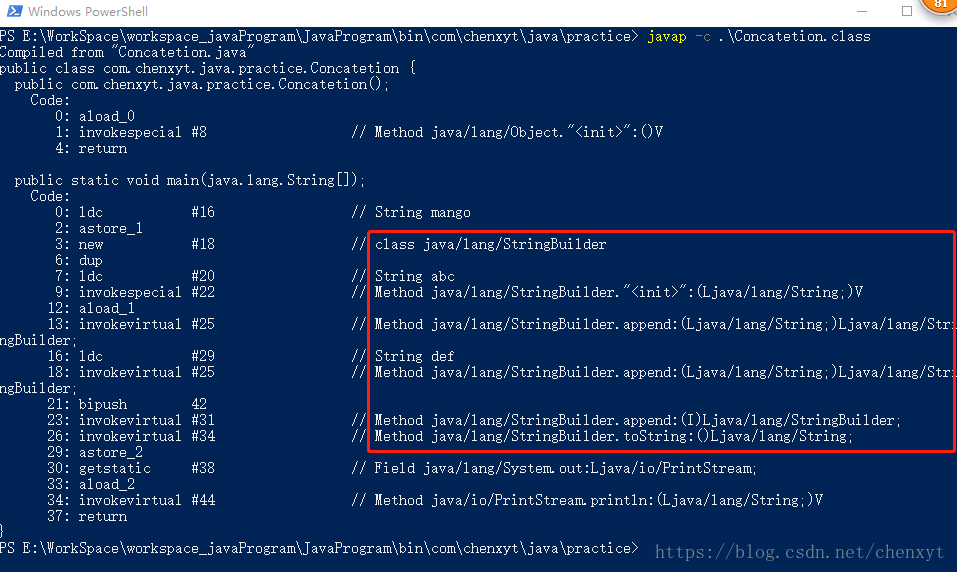 Windows PowerShell
81
PS E:\WorkSpace\workspace_javaProgram\JavaProgram\bin\com\chenxyt\java\practice> javap -c .\Concatetion.class
Compiled from "Concatetion.java"
public class com.chenxyt.java.practice.Concatetion {
  public com.chenxyt.java.practice.Concatetion();
    Code:
       0: aload_0
       1: invokespecial #8                  // Method java/lang/Object."<init>":()V
       4: return

  public static void main(java.lang.String[]);
    Code:
       0: ldc           #16                 // String mango
       2: astore_1
       3: new           #18                 // class java/lang/StringBuilder
       6: dup
       7: ldc           #20                 // String abc
       9: invokespecial #22                 // Method java/lang/StringBuilder."<init>":(Ljava/lang/String;)V
      12: aload_1
      13: invokevirtual #25                 // Method java/lang/StringBuilder.append:(Ljava/lang/String;)Ljava/lang/Stri
ngBuilder;
      16: ldc           #29                 // String def
      18: invokevirtual #25                 // Method java/lang/StringBuilder.append:(Ljava/lang/String;)Ljava/lang/Stri
ngBuilder;
      21: bipush        42
      23: invokevirtual #31                 // Method java/lang/StringBuilder.append:(I)Ljava/lang/StringBuilder;
      26: invokevirtual #34                 // Method java/lang/StringBuilder.toString:()Ljava/lang/String;
      29: astore_2
      30: getstatic     #38                 // Field java/lang/System.out:Ljava/io/PrintStream;
      33: aload_2
      34: invokevirtual #44                 // Method java/io/PrintStream.println:(Ljava/lang/String;)V
      37: return
}
PS E:\WorkSpace\workspace_javaProgram\JavaProgram\bin\com\chenxyt\java\practice>
https://blog.csdn.net/chenxyt